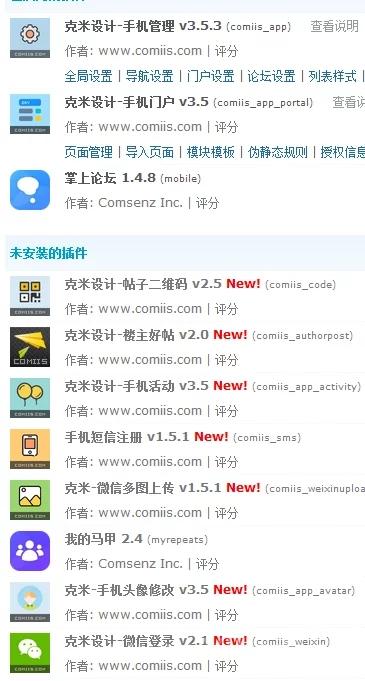 克米设计-手机管理 v3.5.3 (comiis_app) 查看说明
全局设置 | 导航设置 | 门户设置 | 论坛设置 | 列表样式 |
克米设计-手机门户 v3.5 (comiis_app_portal) 查看说
作者: www.comiis.com | 评分
页面管理 | 导入页面 | 模块模板 | 伪静态规则 | 授权信息
掌上论坛 1.4.8 (mobile)
作者: Comsenz Inc. | 评分
未安装的插件
克米设计-帖子二维码 v2.5 New! (comiis_code)
作者: www.comiis.com | 评分
克米设计-楼主好帖 v2.0 New! (comiis_authorpost)
作者: www.comiis.com | 评分
克米设计-手机活动 v3.5 New! (comiis_app_activity)
作者: www.comiis.com | 评分
手机短信注册 v1.5.1 New! (comiis_sms)
作者: www.comiis.com | 评分
克米-微信多图上传 v1.5.1 New! (comiis_weixinuploa
作者: www.comiis.com | 评分
我的马甲 2.4 (myrepeats)
作者: Comsenz Inc. | 评分
克米-手机头像修改 v3.5 New! (comiis_app_avatar)
作者: www.comiis.com | 评分
克米设计-微信登录 v2.1 New! (comiis_weixin)
作者: www.comiis.com | 评分